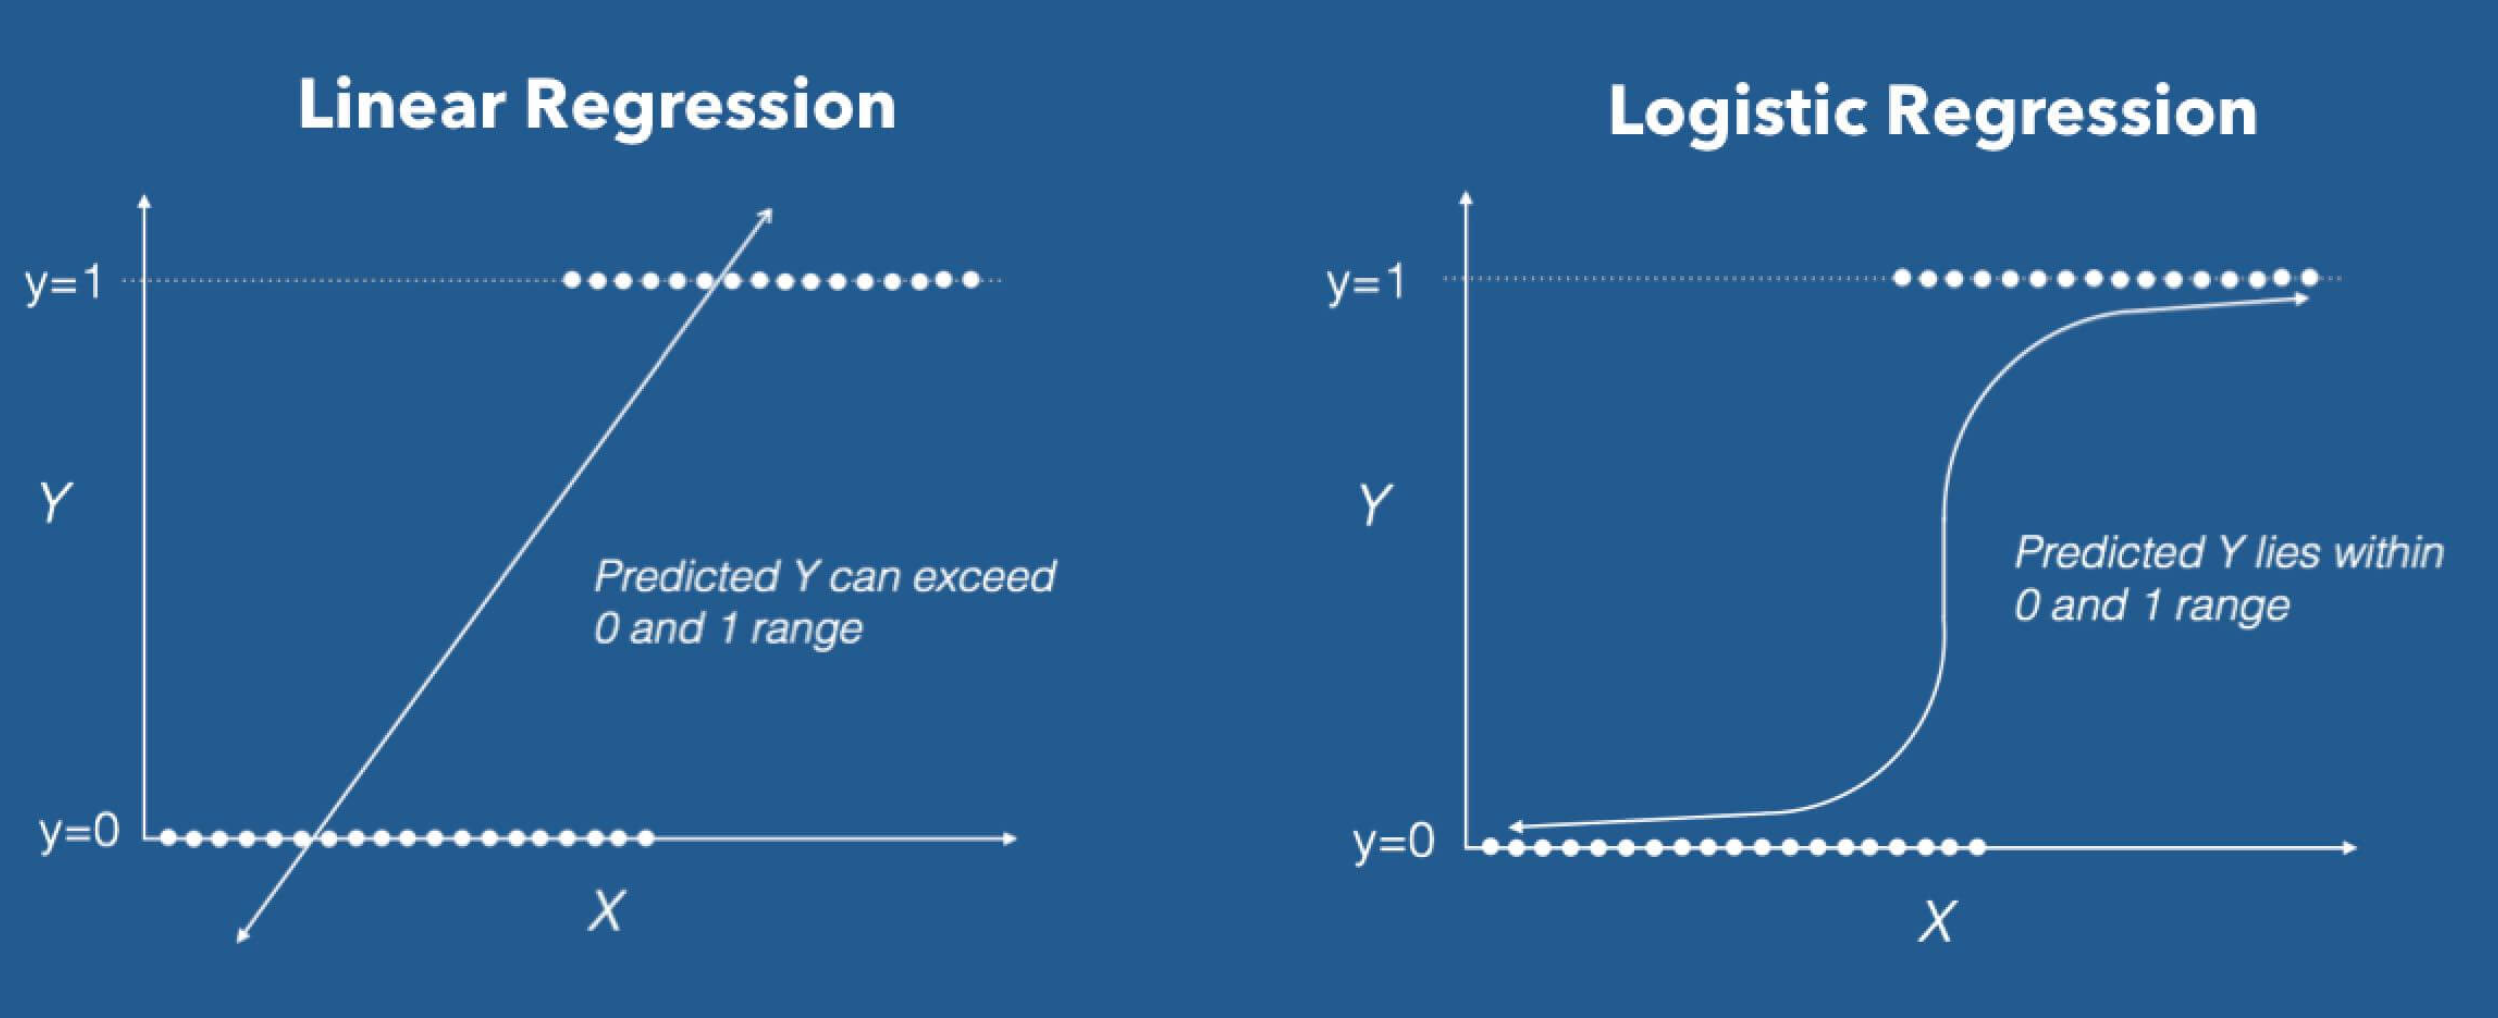 Linear Regression
y=1
Y
Predicted Y can exceed
0 and 1 range
y=0
X
Logistic Regression
y=1
Y
Predicted Y lies within
0 and 1 range
y=0
X